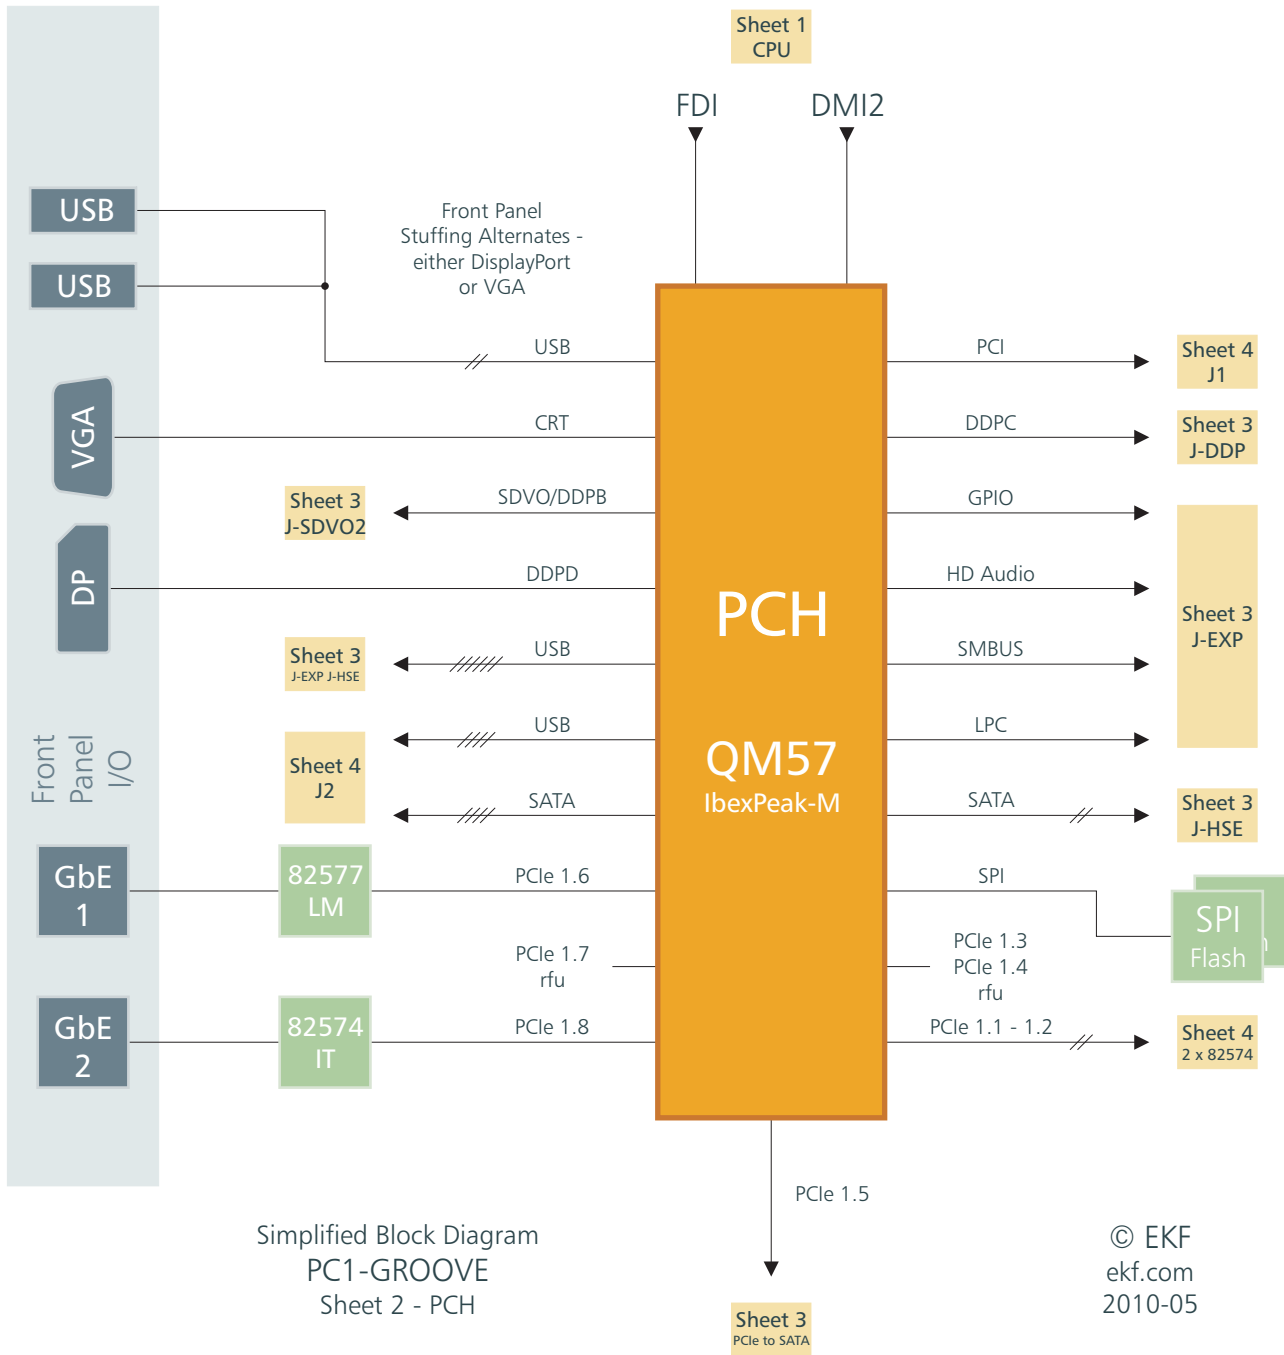 Sheet 1
CPU
FDI
DMI2
USB
USB
Front Panel
Stuffing Alternates -
either DisplayPort
or VGA
USB
PCI
Sheet 4
J1
VGA
CRT
DDPC
Sheet 3
J-DDP
Sheet 3
J-SDVO2
SDVO/DDPB
GPIO
DP
DDPD
HD Audio
PCH
Sheet 3
J-EXP
Sheet 3
J-EXP J-HSE
USB
SMBUS
Front
Panel
I/O
USB
LPC
QM57
IbexPeak-M
Sheet 4
J2
SATA
SATA
Sheet 3
J-HSE
GbE
1
82577
LM
PCIe 1.6
SPI
SPI
Flash
h
PCIe 1.7
rfu
PCIe 1.3
PCIe 1.4
rfu
GbE
2
82574
IT
PCIe 1.8
PCIe 1.1 - 1.2
Sheet 4
2 x 82574
PCIe 1.5
Simplified Block Diagram
PC1-GROOVE
Sheet 2 - PCH
© EKF
ekf.com
2010-05
Sheet 3
PCIe to SATA